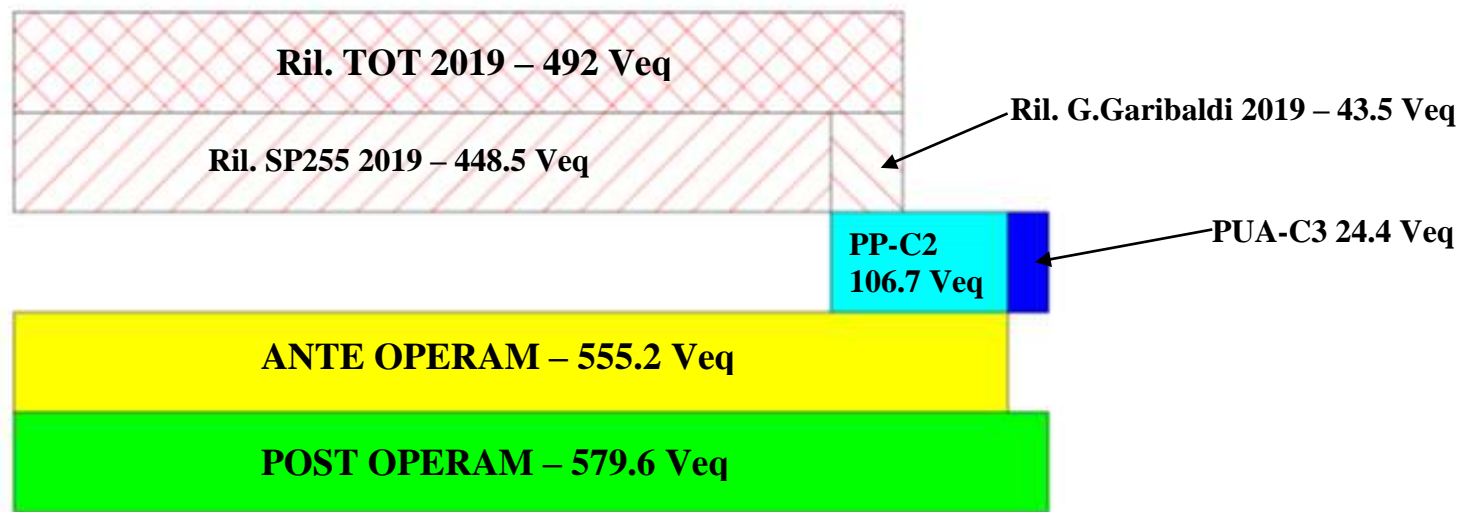 Ril. TOT 2019 – 492 Veq
Ril. G.Garibaldi 2019 – 43.5 Veq
Ril. SP255 2019 – 448.5 Veq
PUA-C3 24.4 Veq
PP-C2
106.7 Veq
ANTE OPERAM – 555.2 Veq
POST OPERAM – 579.6 Veq